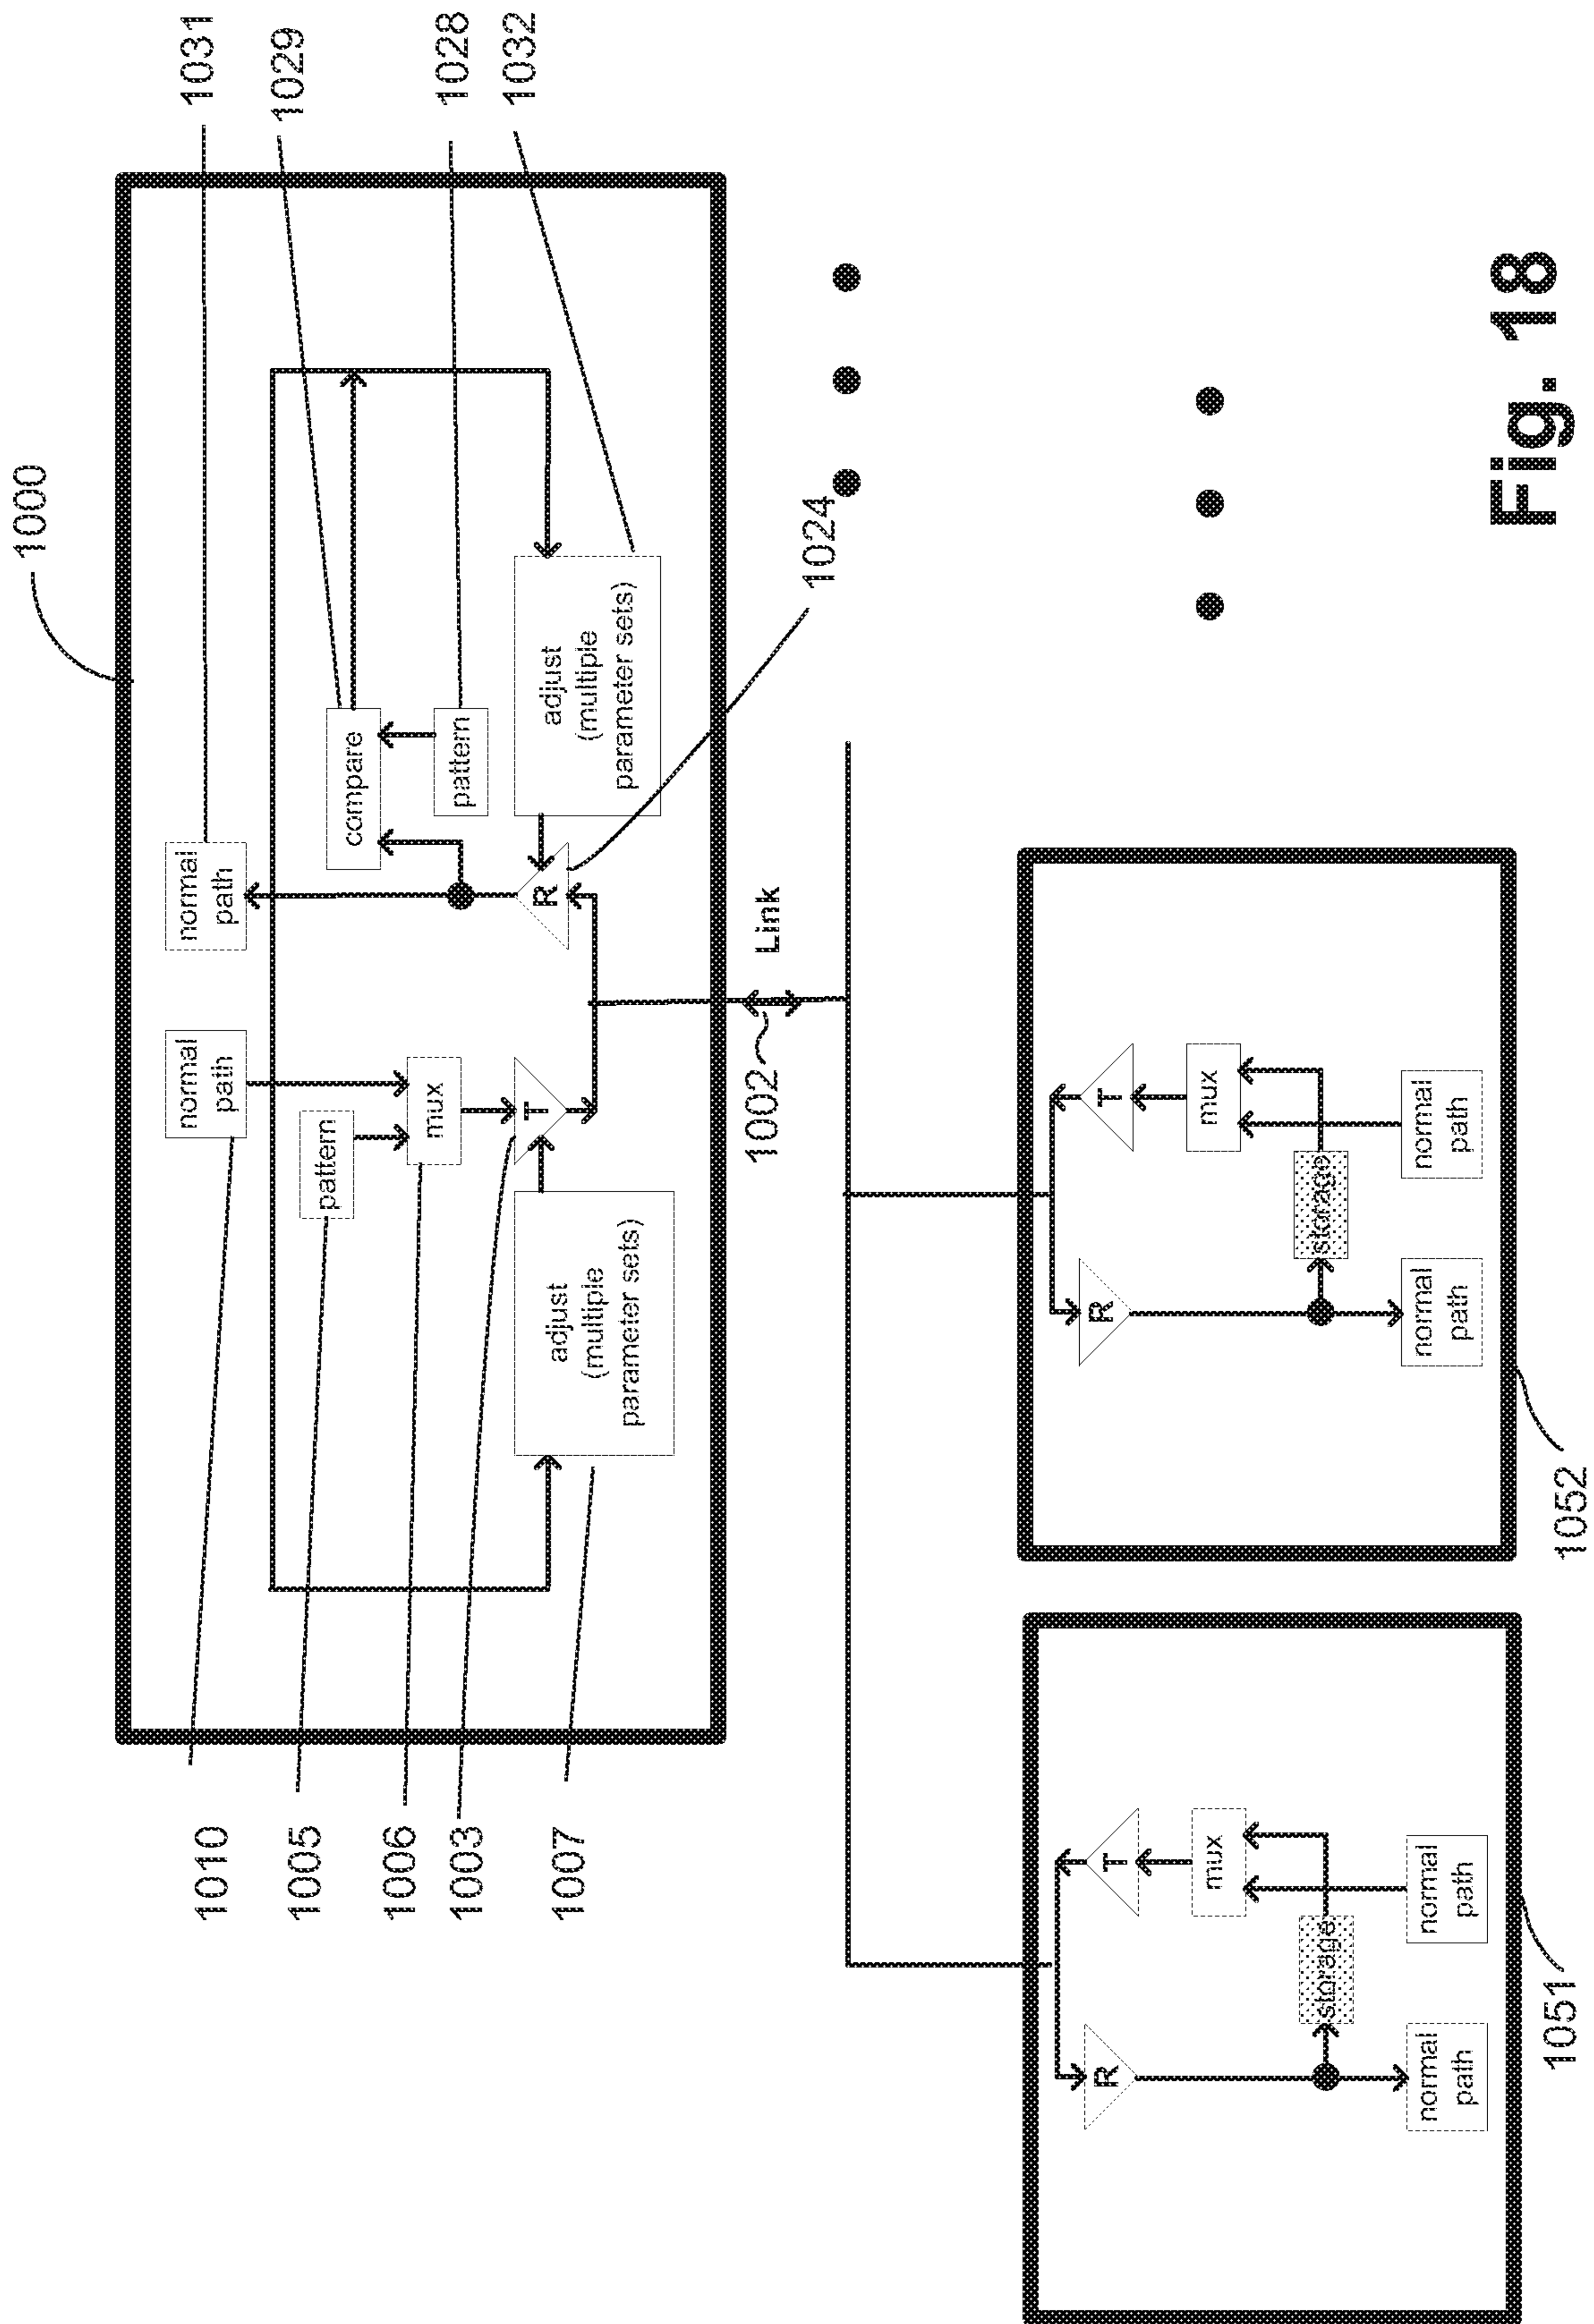 1000
1010
1005
1006
1003
1007
1031
1029
1028
1032
normal
path
pattern
mux
T
adjust
(multiple
parameter sets)
normal
path
compare
pattern
R
adjust
(multiple
parameter sets)
1024
1002
Link
R
T
mux
storage
normal
path
normal
path
1051
R
T
mux
storage
normal
path
normal
path
1052
Fig. 18